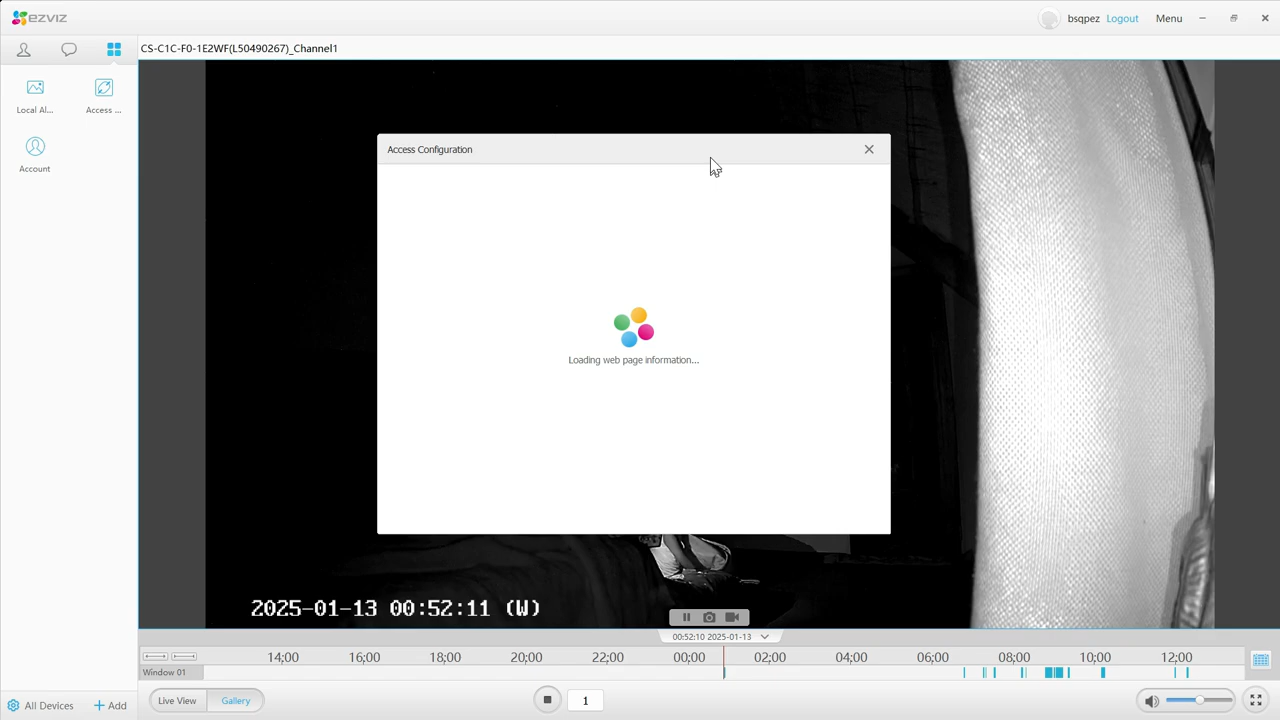 ezviz
bsqpez Logout Menu
CS-C1C-F0-1E2WF(L50490267)_Channel1
Local Al... Access ...
Account
Access Configuration
Loading web page information...
2025-01-13 00:52:11 (W)
00:52:10 2025-01-13
14:00 16:00 18:00 20:00 22:00 00:00 02:00 04:00 06:00 08:00 10:00 12:00
Window 01
All Devices + Add
Live View Gallery
1